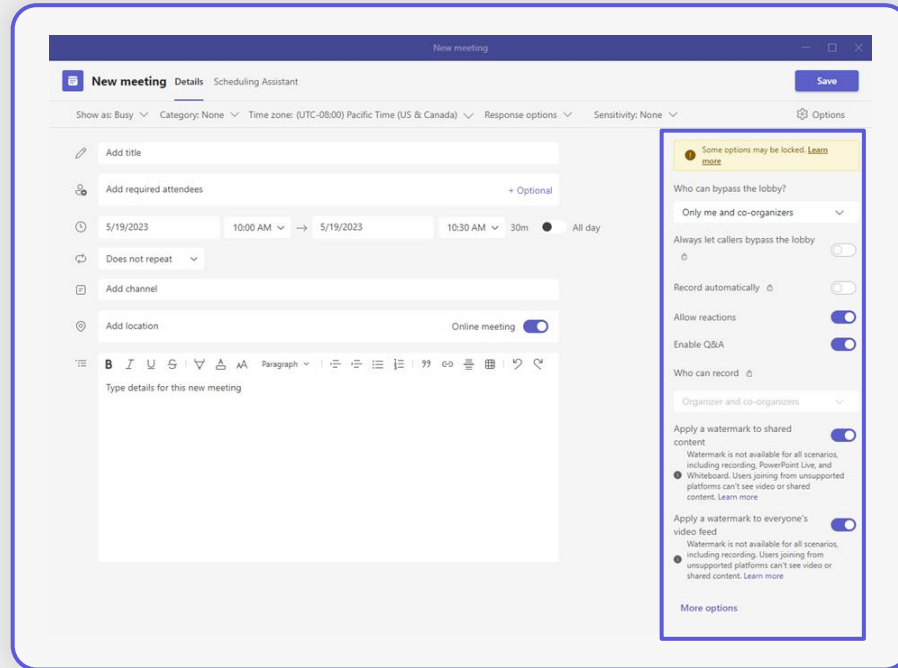 New meeting
New meeting Details Scheduling Assistant Save
Show as: Busy Category: None Time zone: (UTC-08:00) Pacific Time (US & Canada) Response options Sensitivity: None Options
Add title
Add required attendees + Optional
5/19/2023 10:00 AM → 5/19/2023 10:30 AM 30m All day
Does not repeat
Add channel
Add location Online meeting
B I U S AA Paragraph
Type details for this new meeting
Some options may be locked. Learn
more
Who can bypass the lobby?
Only me and co-organizers
Always let callers bypass the lobby
Record automatically
Allow reactions
Enable Q&A
Who can record
Organizer and co-organizers
Apply a watermark to shared
content
Watermark is not available for all scenarios,
including recording, PowerPoint Live, and
Whiteboard. Users joining from unsupported
platforms can't see video or shared
content. Learn more
Apply a watermark to everyone's
video feed
Watermark is not available for all scenarios,
including recording. Users joining from
unsupported platforms can't see video or
shared content. Learn more
More options